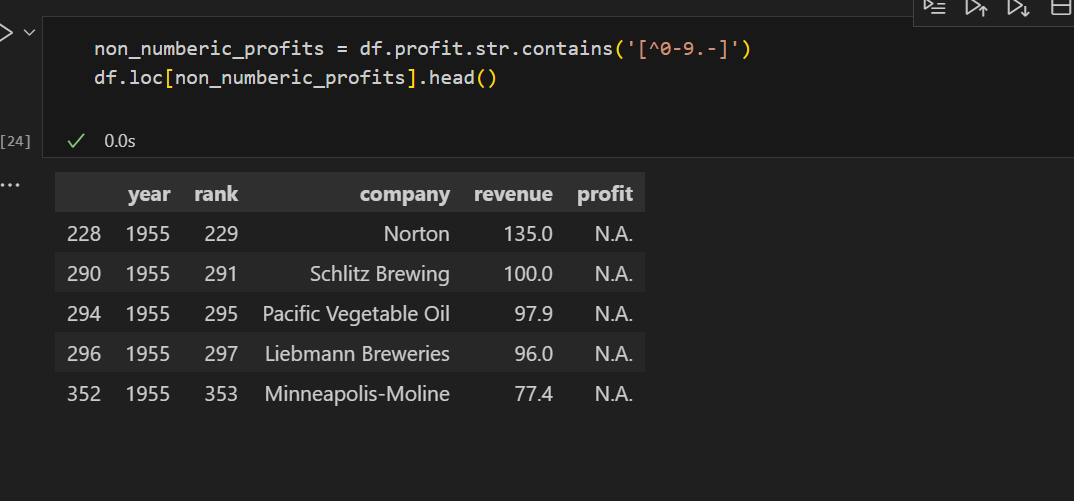 non_numberic_profits = df.profit.str.contains('[^0-9.-]')
df.loc[non_numberic_profits].head()
[24]
0.0s
...
year rank company revenue profit
228 1955 229 Norton 135.0 N.A.
290 1955 291 Schlitz Brewing 100.0 N.A.
294 1955 295 Pacific Vegetable Oil 97.9 N.A.
296 1955 297 Liebmann Breweries 96.0 N.A.
352 1955 353 Minneapolis-Moline 77.4 N.A.